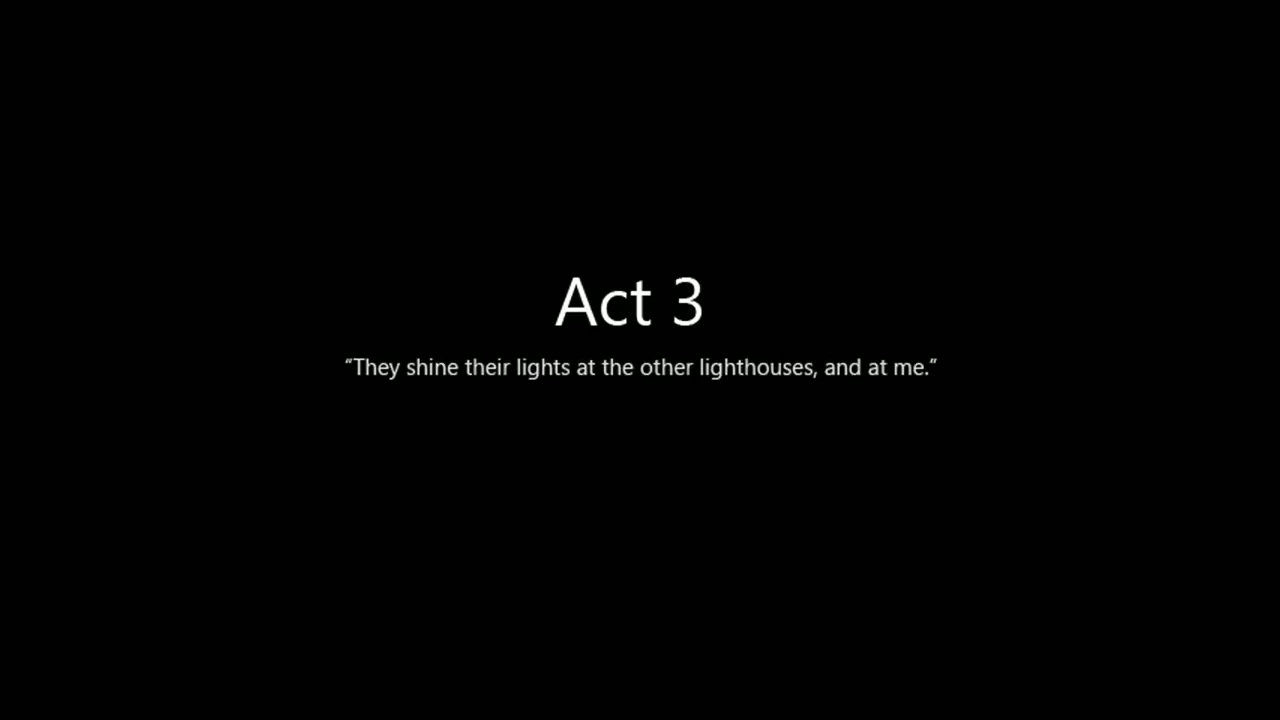 Act 3
“They shine their lights at the other lighthouses, and at me.”